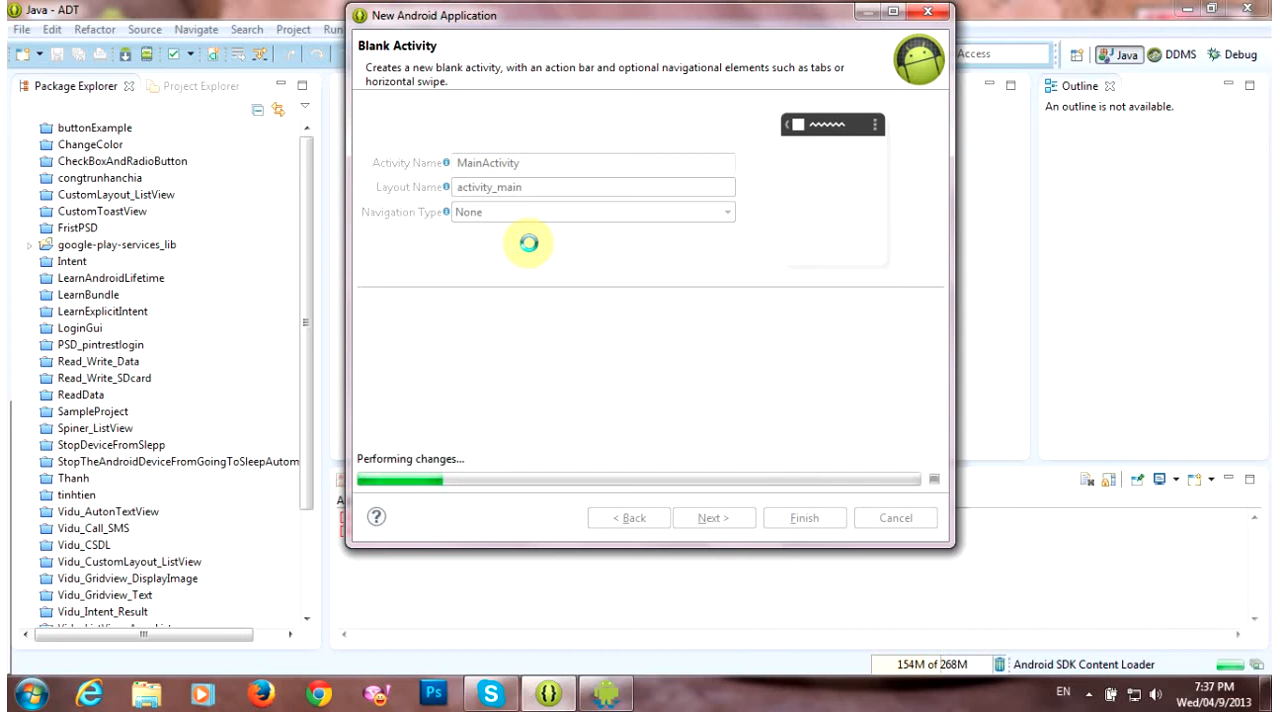 Java - ADT
File Edit Refactor Source Navigate Search Project Run
Access
Java DDMS Debug
Package Explorer Project Explorer
buttonExample
ChangeColor
CheckBoxAndRadioButton
congtrunhanchia
CustomLayout_ListView
CustomToastView
FristPSD
google-play-services_lib
Intent
LearnAndroidLifetime
LearnBundle
LearnExplicitIntent
LoginGui
PSD_pintrestlogin
Read_Write_Data
Read_Write_SDcard
ReadData
SampleProject
Spiner_ListView
StopDeviceFromSlepp
StopTheAndroidDeviceFromGoingToSleepAutom
Thanh
tinhtien
Vidu_AutonTextView
Vidu_Call_SMS
Vidu_CSDL
Vidu_CustomLayout_ListView
Vidu_Gridview_DisplayImage
Vidu_Gridview_Text
Vidu_Intent_Result
New Android Application
Blank Activity
Creates a new blank activity, with an action bar and optional navigational elements such as tabs or
horizontal swipe.
Activity Name MainActivity
Layout Name activity_main
Navigation Type None
Performing changes...
< Back Next > Finish Cancel
Outline
An outline is not available.
154M of 268M
Android SDK Content Loader
Ps
EN
7:37 PM
Wed/04/9/2013